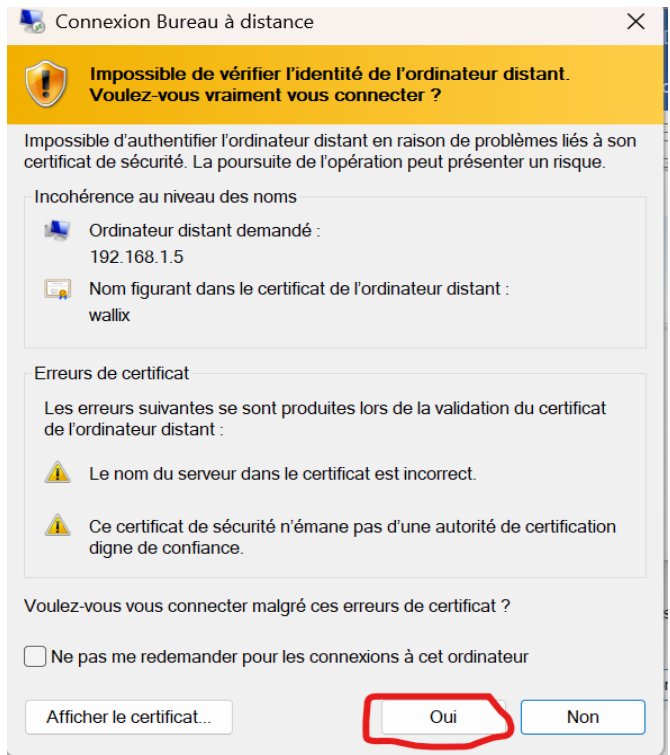 Connexion Bureau à distance
Impossible de vérifier l'identité de l'ordinateur distant.
Voulez-vous vraiment vous connecter ?
Impossible d'authentifier l'ordinateur distant en raison de problèmes liés à son
certificat de sécurité. La poursuite de l'opération peut présenter un risque.
Incohérence au niveau des noms
Ordinateur distant demandé :
192.168.1.5
Nom figurant dans le certificat de l'ordinateur distant :
wallix
Erreurs de certificat
Les erreurs suivantes se sont produites lors de la validation du certificat
de l'ordinateur distant :
Le nom du serveur dans le certificat est incorrect.
Ce certificat de sécurité n'émane pas d'une autorité de certification
digne de confiance.
Voulez-vous vous connecter malgré ces erreurs de certificat ?
Ne pas me redemander pour les connexions à cet ordinateur
Afficher le certificat...
Oui
Non